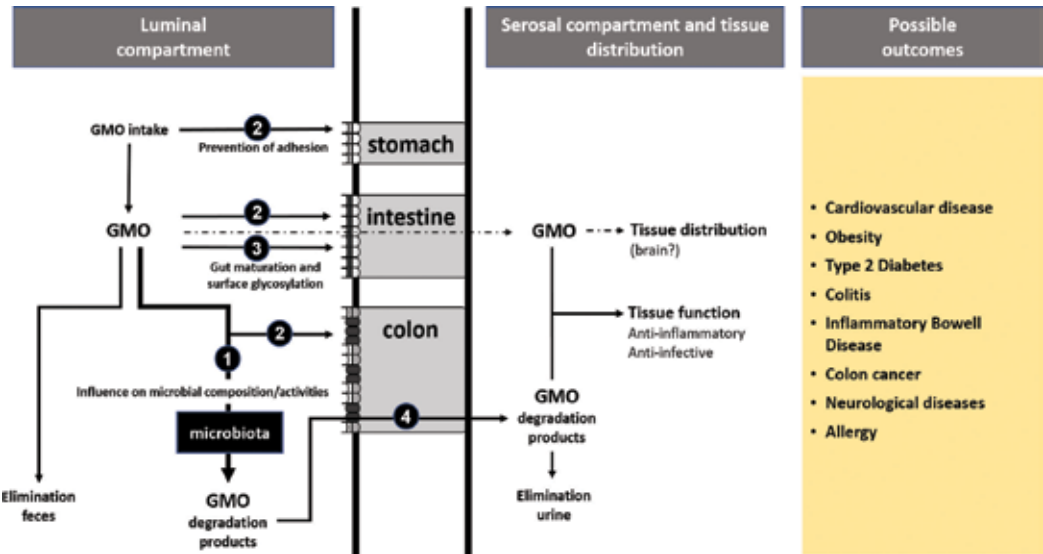 Luminal
compartment
Serosal compartment and tissue
distribution
Possible
outcomes
GMO intake
2
Prevention of adhesion
stomach
GMO
2
3
Gut maturation and
surface glycosylation
intestine
GMO
Tissue distribution
(brain?)
2
colon
1
Influence on microbial composition/activities
Tissue function
Anti-inflammatory
Anti-infective
microbiota
4
GMO
degradation
products
Elimination
feces
GMO
degradation
products
Elimination
urine
• Cardiovascular disease
• Obesity
• Type 2 Diabetes
• Colitis
• Inflammatory Bowell
Disease
• Colon cancer
• Neurological diseases
• Allergy